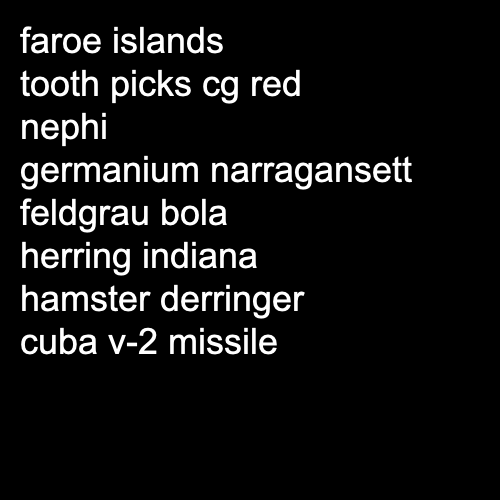 faroe islands
tooth picks cg red
nephi
germanium narragansett
feldgrau bola
herring indiana
hamster derringer
cuba v-2 missile